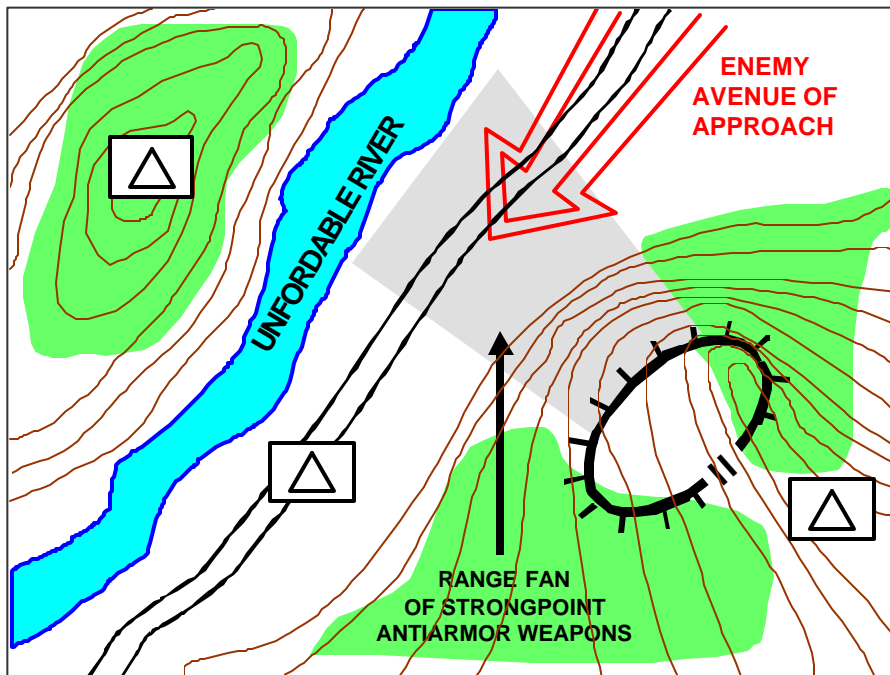 ENEMY
AVENUE OF
APPROACH
UNFORDABLE RIVER
RANGE FAN
OF STRONGPOINT
ANTIARMOR WEAPONS